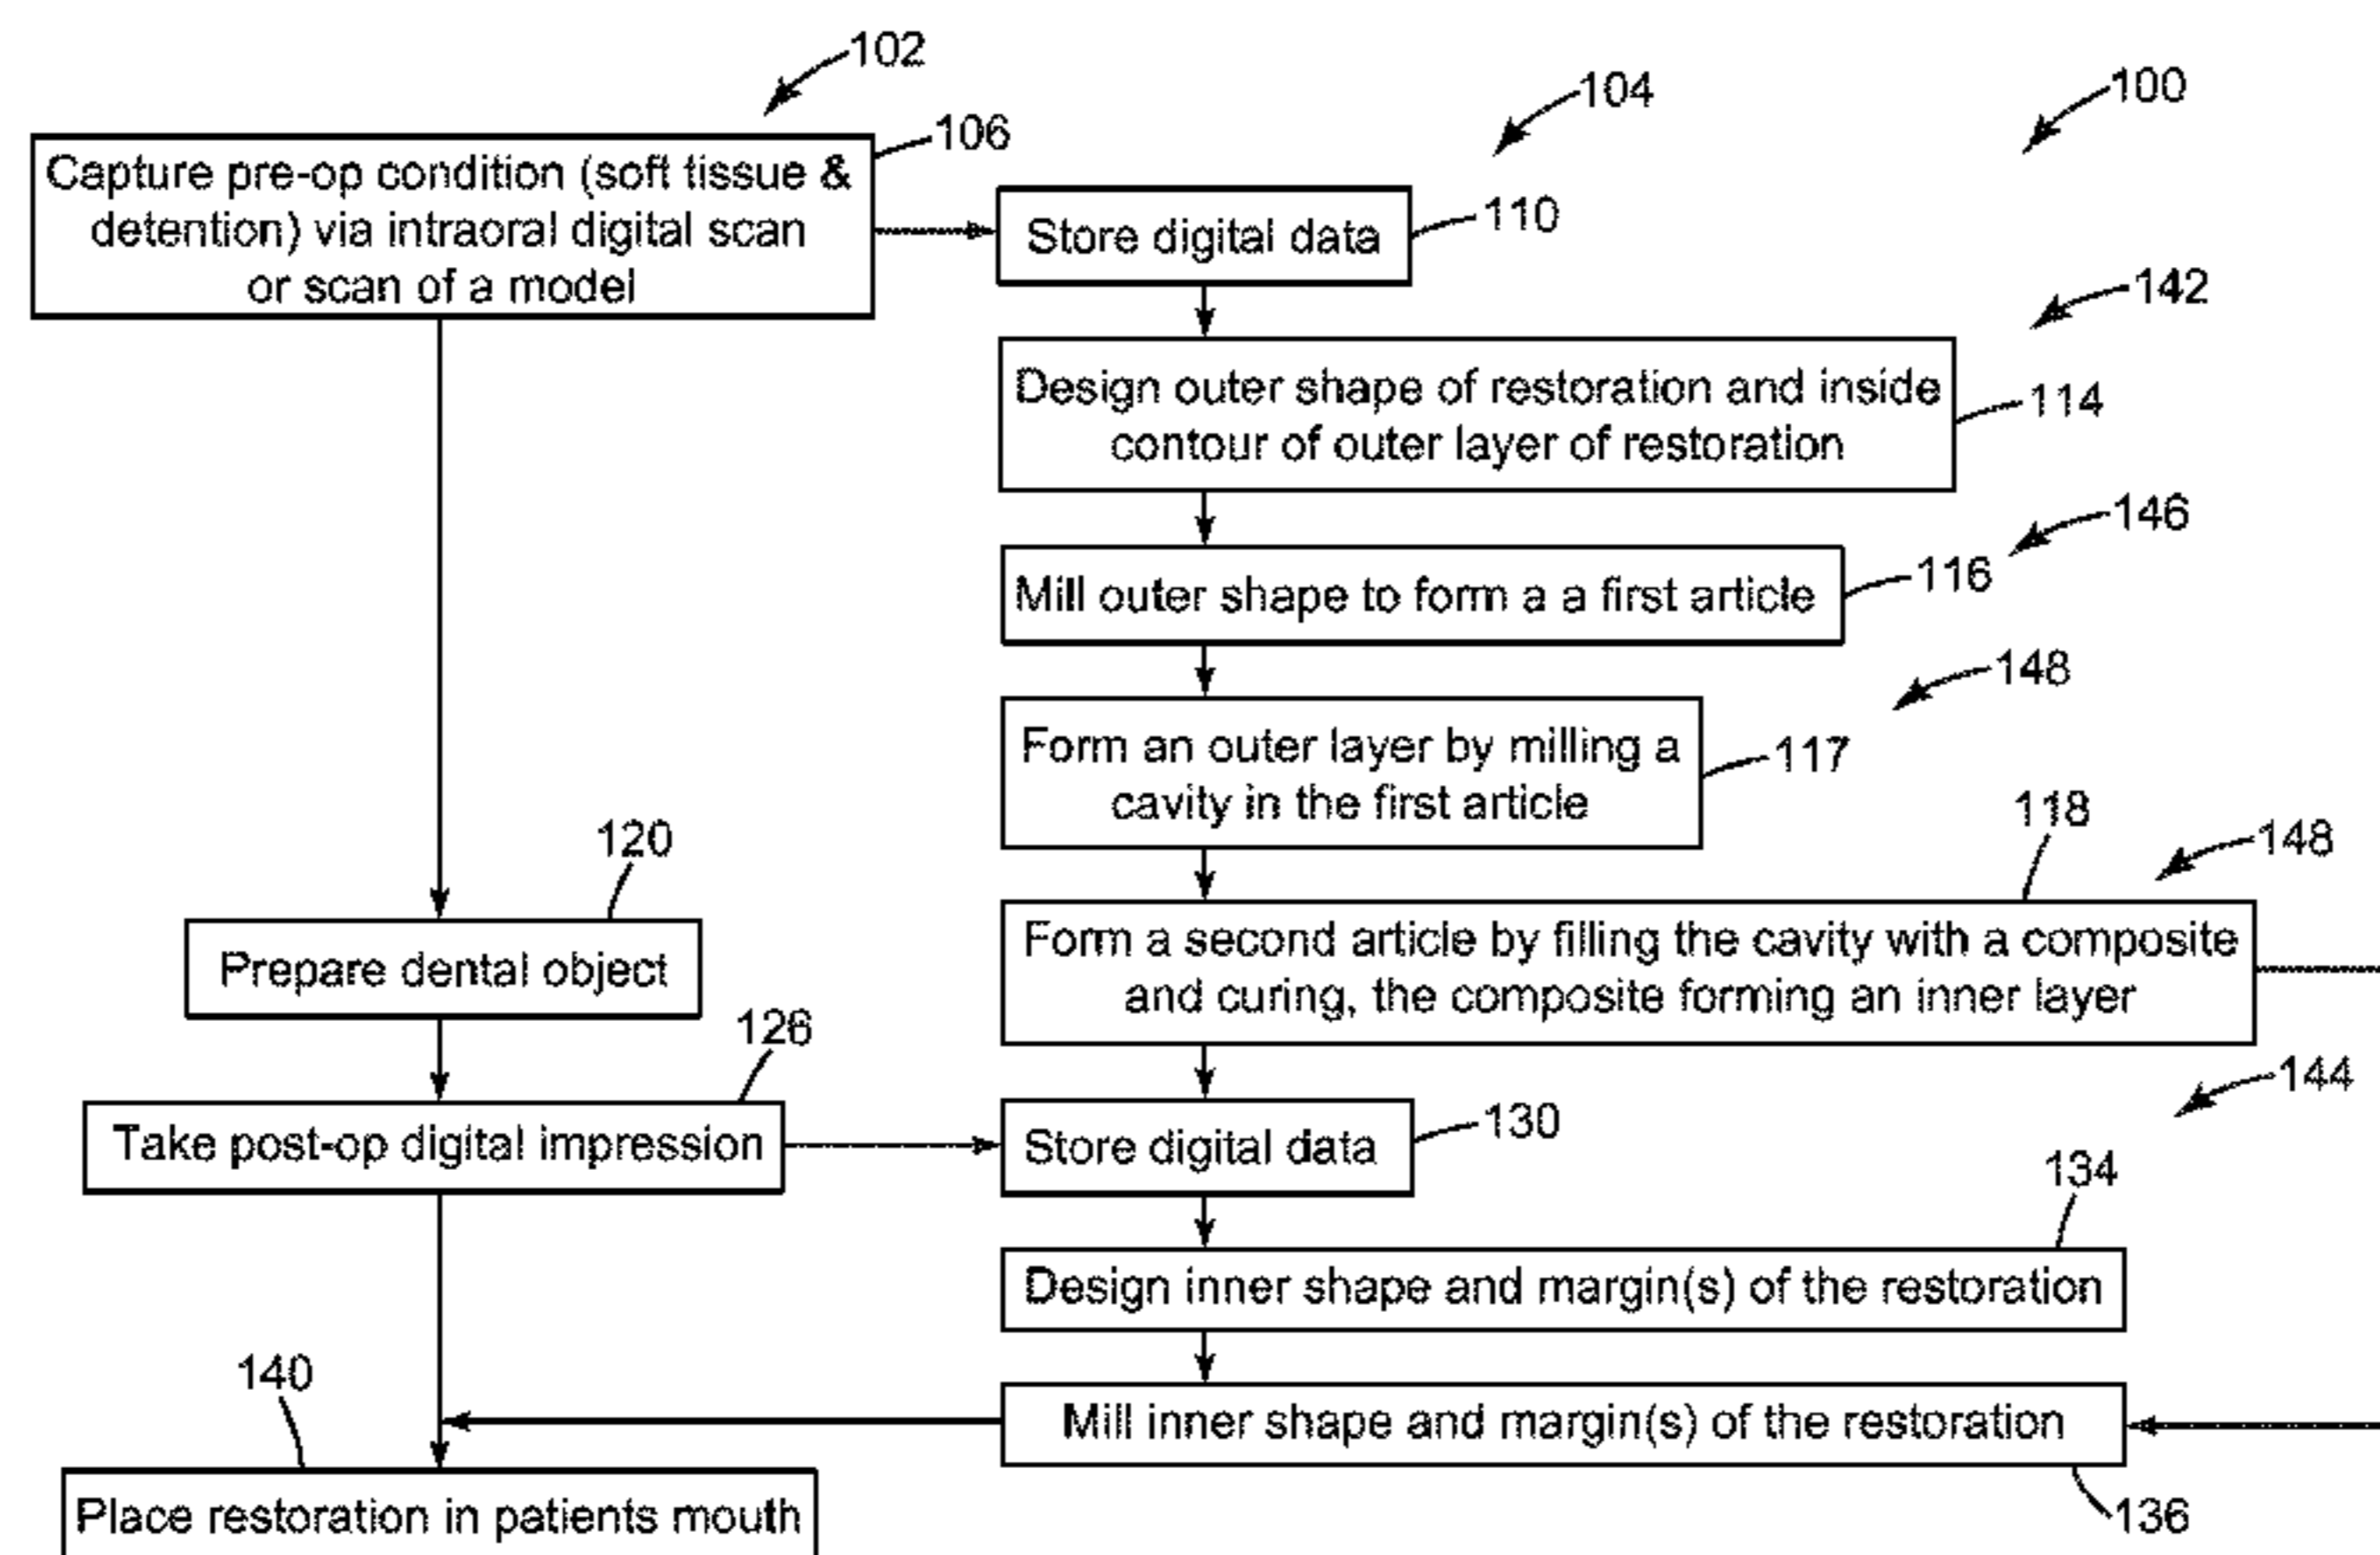 102
104
100
106
Capture pre-op condition (soft tissue &
detention) via intraoral digital scan
or scan of a model
110
Store digital data
142
Design outer shape of restoration and inside
contour of outer layer of restoration
114
146
Mill outer shape to form a a first article
116
148
Form an outer layer by milling a
cavity in the first article
117
118
148
120
Prepare dental object
Form a second article by filling the cavity with a composite
and curing, the composite forming an inner layer
126
144
Take post-op digital impression
Store digital data
130
134
Design inner shape and margin(s) of the restoration
140
Mill inner shape and margin(s) of the restoration
136
Place restoration in patients mouth